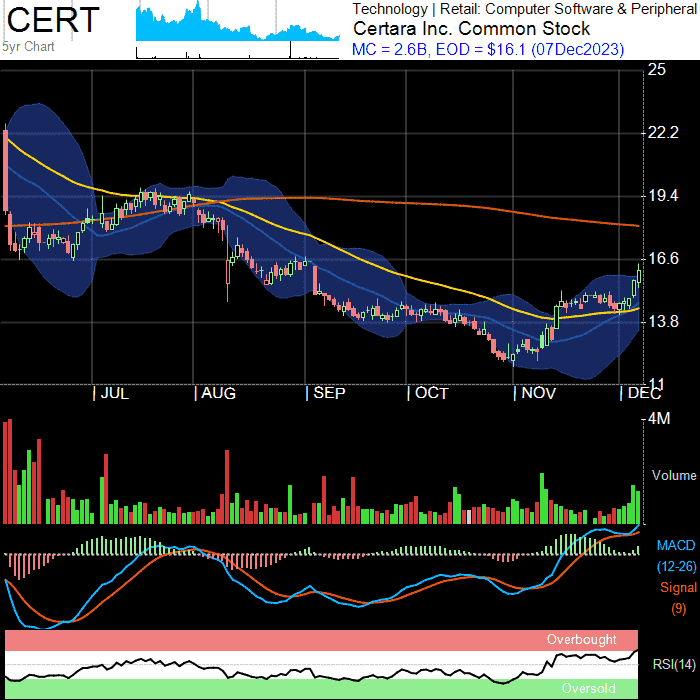 CERT
5yr Chart
Technology | Retail: Computer Software & Peripheral
Certara Inc. Common Stock
MC = 2.6B, EOD = $16.1 (07Dec2023)
25
22.2
19.4
16.6
13.8
11
JUL
AUG
SEP
OCT
NOV
DEC
4M
Volume
MACD
(12-26)
Signal
(9)
Overbought
RSI(14)
Oversold